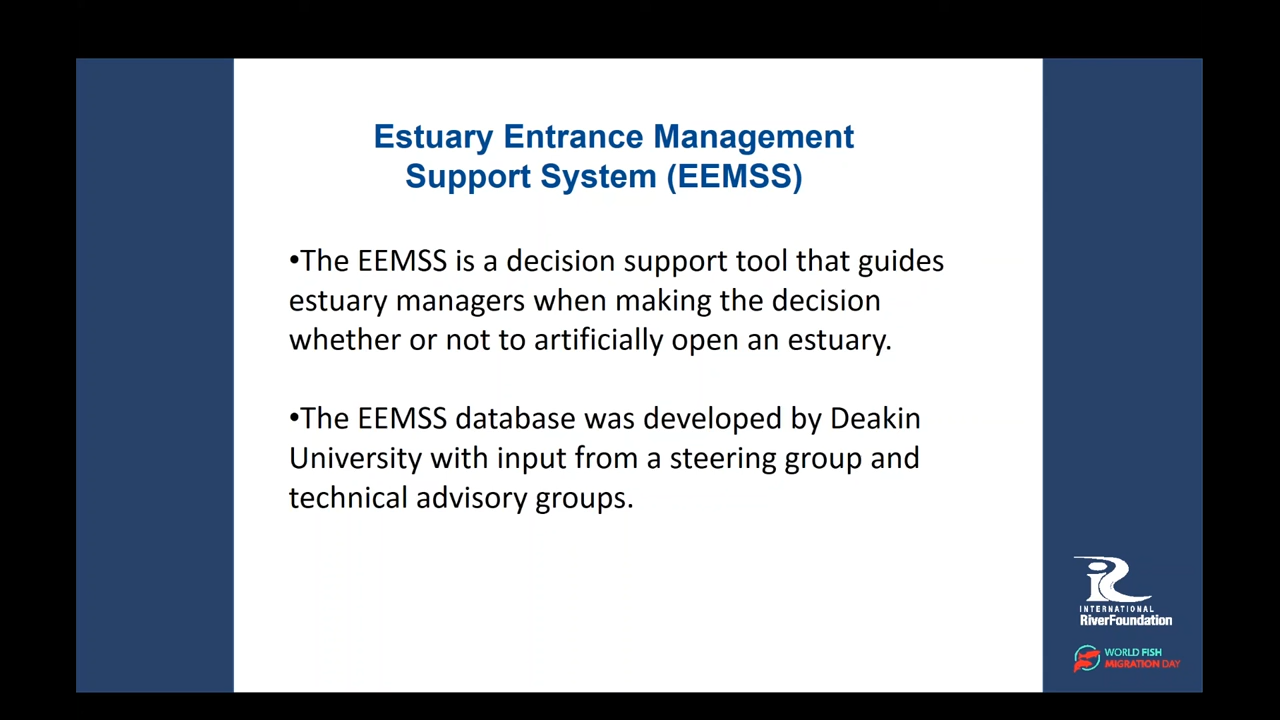 Estuary Entrance Management
Support System (EEMSS)
•The EEMSS is a decision support tool that guides
estuary managers when making the decision
whether or not to artificially open an estuary.
•The EEMSS database was developed by Deakin
University with input from a steering group and
technical advisory groups.
INTERNATIONAL
RiverFoundation
WORLD FISH
MIGRATION DAY